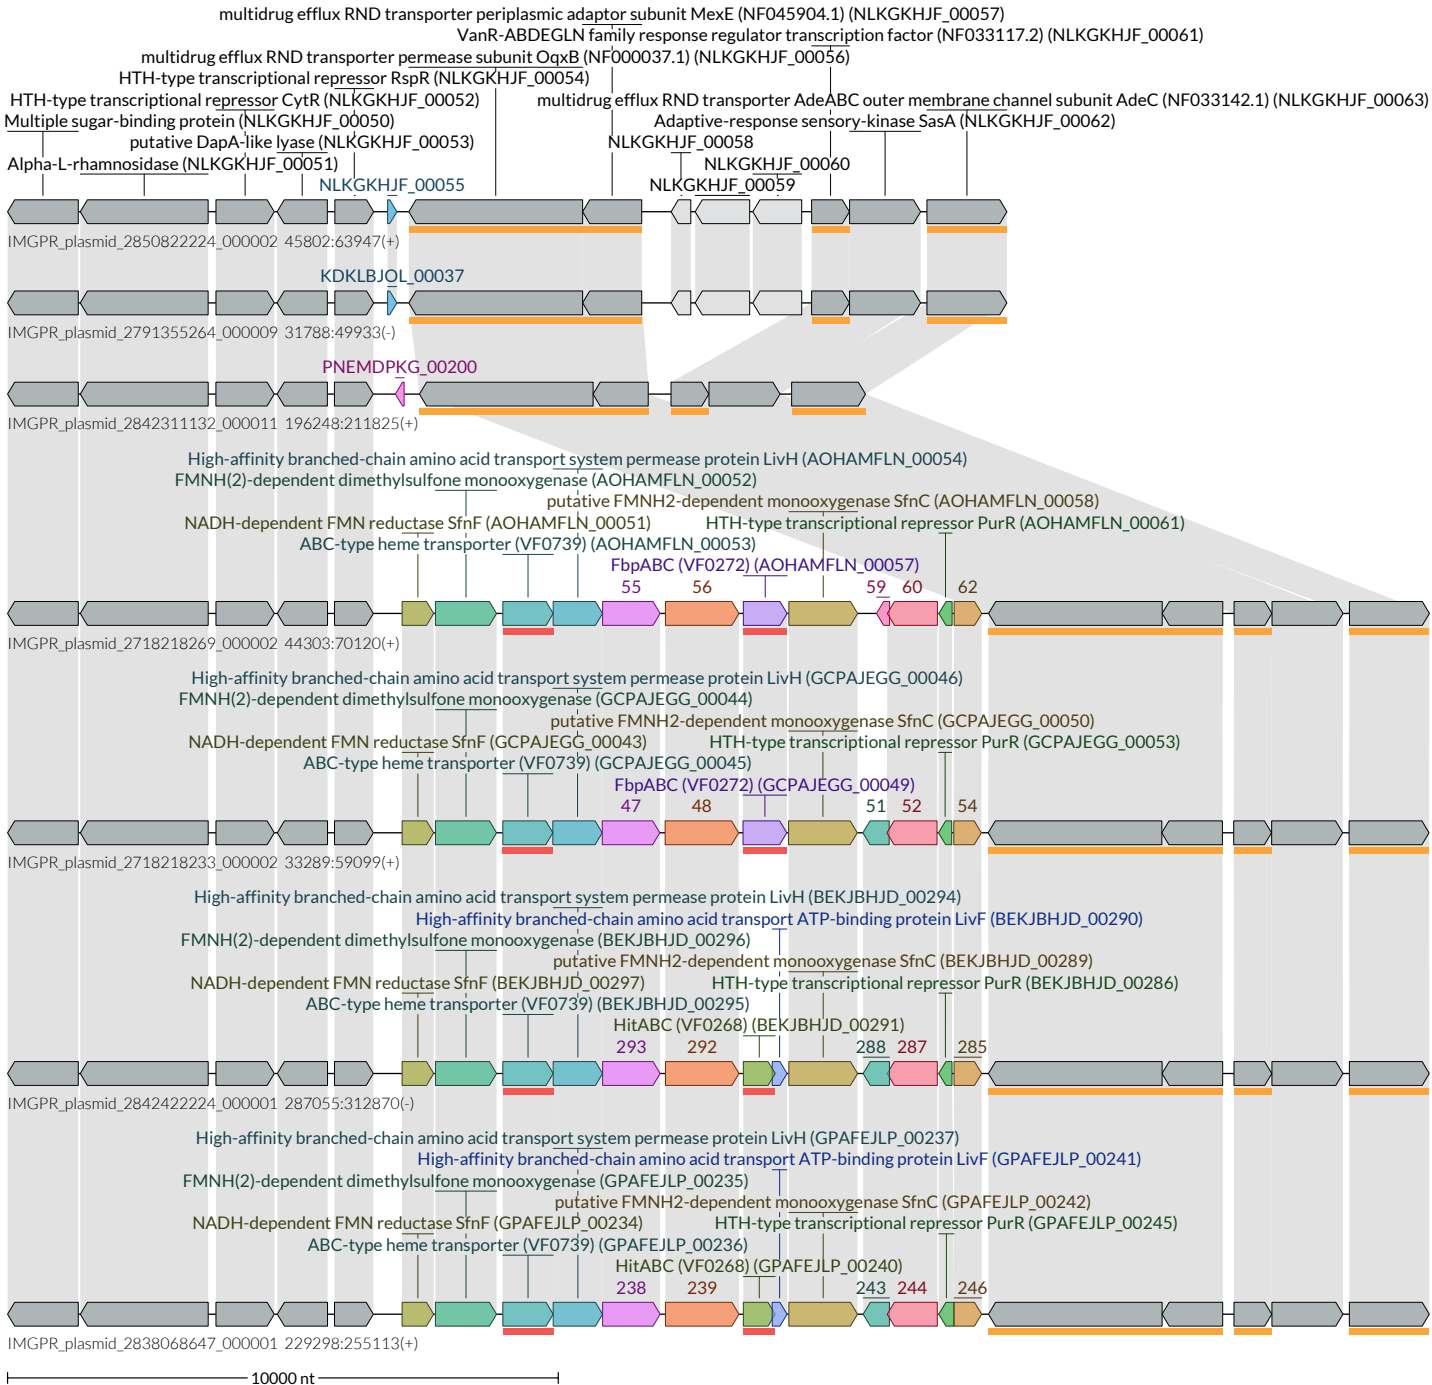 multidrug efflux RND transporter periplasmic adaptor subunit MexE (NF045904.1) (NLKGKHJF_00057)
VanR-ABDEGLN family response regulator transcription factor (NF033117.2) (NLKGKHJF_00061)
multidrug efflux RND transporter permease subunit OqxB (NF000037.1) (NLKGKHJF_00056)
HTH-type transcriptional repressor RspR (NLKGKHJF_00054)
HTH-type transcriptional repressor CytR (NLKGKHJF_00052)
multidrug efflux RND transporter AdeABC outer membrane channel subunit AdeC (NF033142.1) (NLKGKHJF_00063)
Multiple sugar-binding protein (NLKGKHJF_00050)
Adaptive-response sensory-kinase SasA (NLKGKHJF_00062)
putative DapA-like lyase (NLKGKHJF_00053)
NLKGKHJF_00058
Alpha-L-rhamnosidase (NLKGKHJF_00051)
NLKGKHJF_00060
NLKGKHJF_00055
NLKGKHJF_00059
IMGPR_plasmid_2850822224_000002 45802:63947(+)
KDKLBJOL_00037
IMGPR_plasmid_2791355264_000009 31788:49933(-)
PNEMDPKG_00200
IMGPR_plasmid_2842311132_000011 196248:211825(+)
High-affinity branched-chain amino acid transport system permease protein LivH (AOHAMFLN_00054)
FMNH(2)-dependent dimethylsulfone monooxygenase (AOHAMFLN_00052)
putative FMNH2-dependent monooxygenase SfnC (AOHAMFLN_00058)
NADH-dependent FMN reductase SfnF (AOHAMFLN_00051)
HTH-type transcriptional repressor PurR (AOHAMFLN_00061)
ABC-type heme transporter (VF0739) (AOHAMFLN_00053)
FbpABC (VF0272) (AOHAMFLN_00057)
55 56 59 60 62
IMGPR_plasmid_2718218269_000002 44303:70120(+)
High-affinity branched-chain amino acid transport system permease protein LivH (GCPAJEGG_00046)
FMNH(2)-dependent dimethylsulfone monooxygenase (GCPAJEGG_00044)
putative FMNH2-dependent monooxygenase SfnC (GCPAJEGG_00050)
NADH-dependent FMN reductase SfnF (GCPAJEGG_00043)
HTH-type transcriptional repressor PurR (GCPAJEGG_00053)
ABC-type heme transporter (VF0739) (GCPAJEGG_00045)
FbpABC (VF0272) (GCPAJEGG_00049)
47 48 51 52 54
IMGPR_plasmid_2718218233_000002 33289:59099(+)
High-affinity branched-chain amino acid transport system permease protein LivH (BEKJBHJD_00294)
High-affinity branched-chain amino acid transport ATP-binding protein LivF (BEKJBHJD_00290)
FMNH(2)-dependent dimethylsulfone monooxygenase (BEKJBHJD_00296)
putative FMNH2-dependent monooxygenase SfnC (BEKJBHJD_00289)
NADH-dependent FMN reductase SfnF (BEKJBHJD_00297)
HTH-type transcriptional repressor PurR (BEKJBHJD_00286)
ABC-type heme transporter (VF0739) (BEKJBHJD_00295)
HitABC (VF0268) (BEKJBHJD_00291)
293 292 288 287 285
IMGPR_plasmid_2842422224_000001 287055:312870(-)
High-affinity branched-chain amino acid transport system permease protein LivH (GPAFEJLP_00237)
High-affinity branched-chain amino acid transport ATP-binding protein LivF (GPAFEJLP_00241)
FMNH(2)-dependent dimethylsulfone monooxygenase (GPAFEJLP_00235)
putative FMNH2-dependent monooxygenase SfnC (GPAFEJLP_00242)
NADH-dependent FMN reductase SfnF (GPAFEJLP_00234)
HTH-type transcriptional repressor PurR (GPAFEJLP_00245)
ABC-type heme transporter (VF0739) (GPAFEJLP_00236)
HitABC (VF0268) (GPAFEJLP_00240)
238 239 243 244 246
IMGPR_plasmid_2838068647_000001 229298:255113(+)
10000 nt